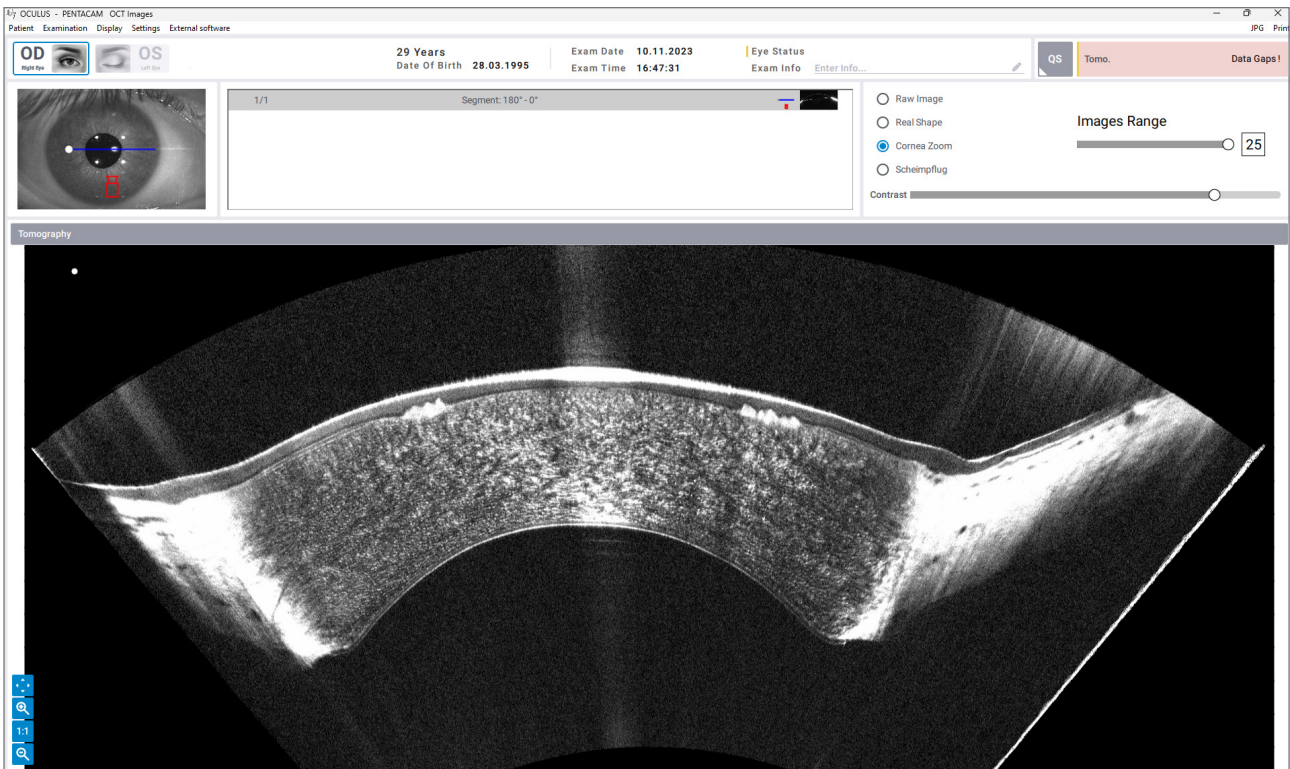 OCULUS - PENTACAM OCT Images
Patient Examination Display Settings External software
JPG Print
OD
Right Eye
OS
Left Eye
29 Years
Date Of Birth 28.03.1995
Exam Date 10.11.2023
Exam Time 16:47:31
Eye Status
Exam Info Enter Info...
QS
Tomo.
Data Gaps!
1/1
Segment: 180° - 0°
Raw Image
Real Shape
Cornea Zoom
Scheimpflug
Images Range
25
Contrast
Tomography
1:1